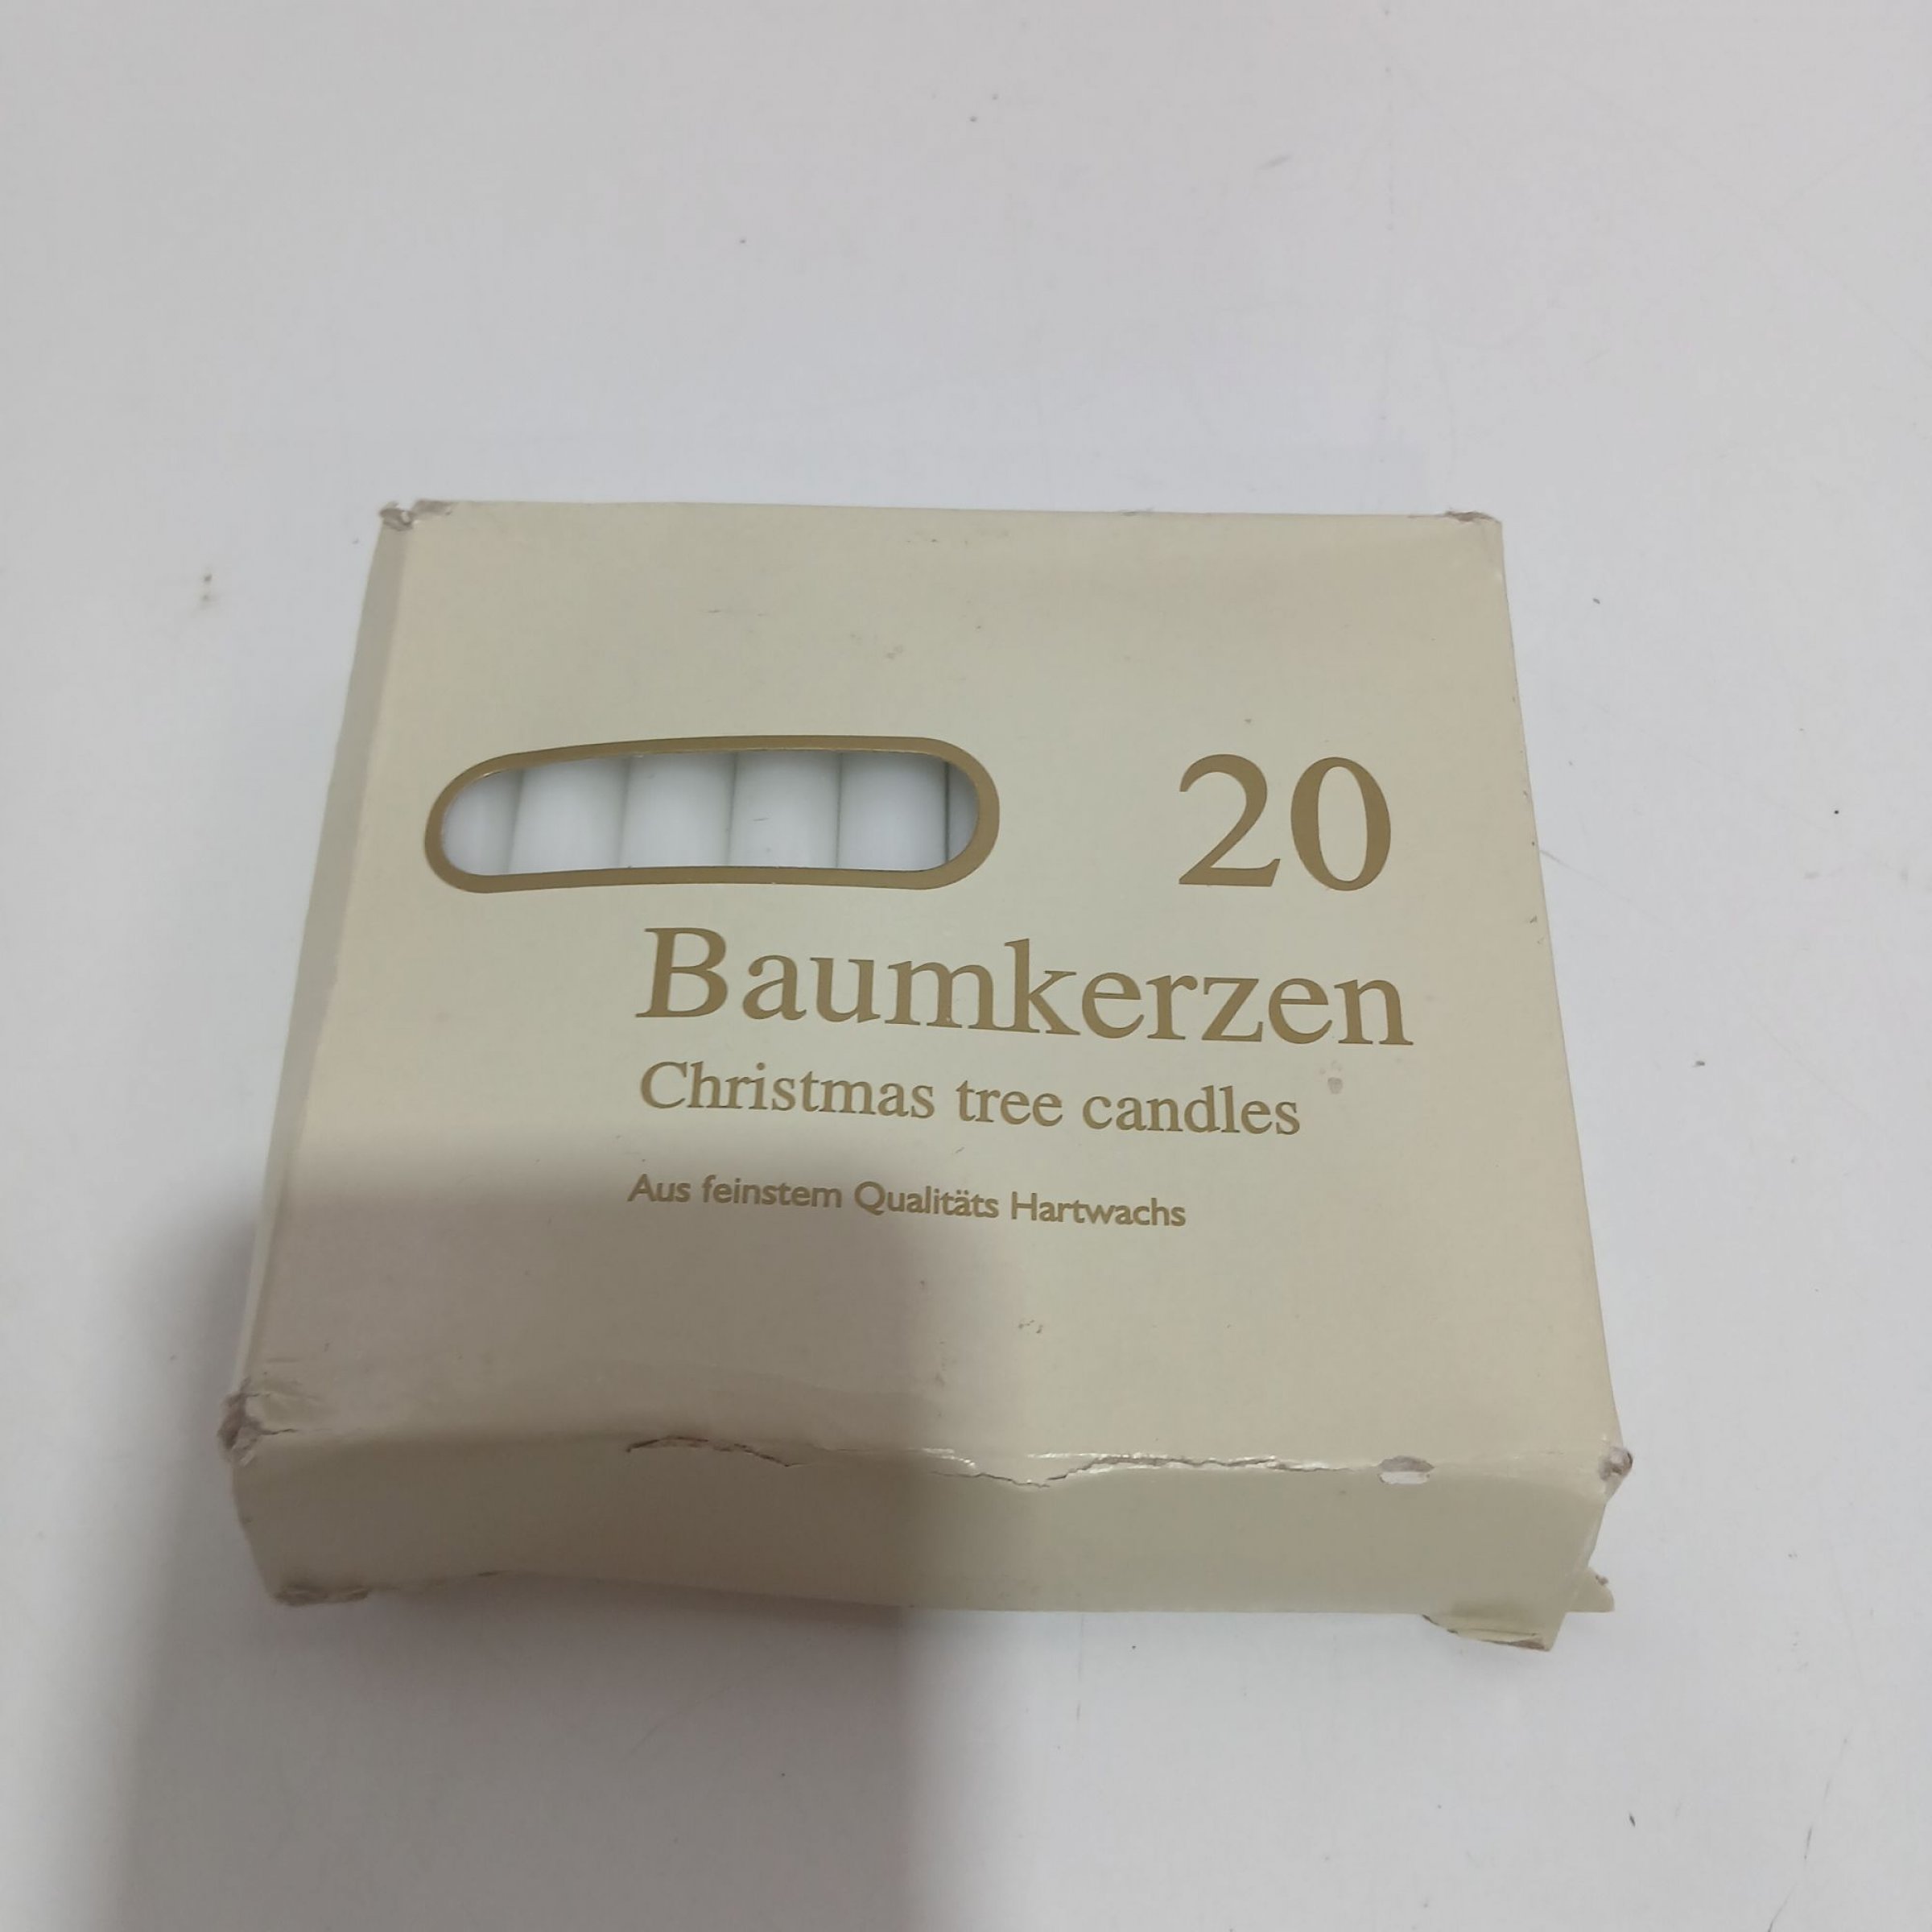 20
Baumkerzen
Christmas tree candles
Aus feinstem Qualitäts Hartwachs